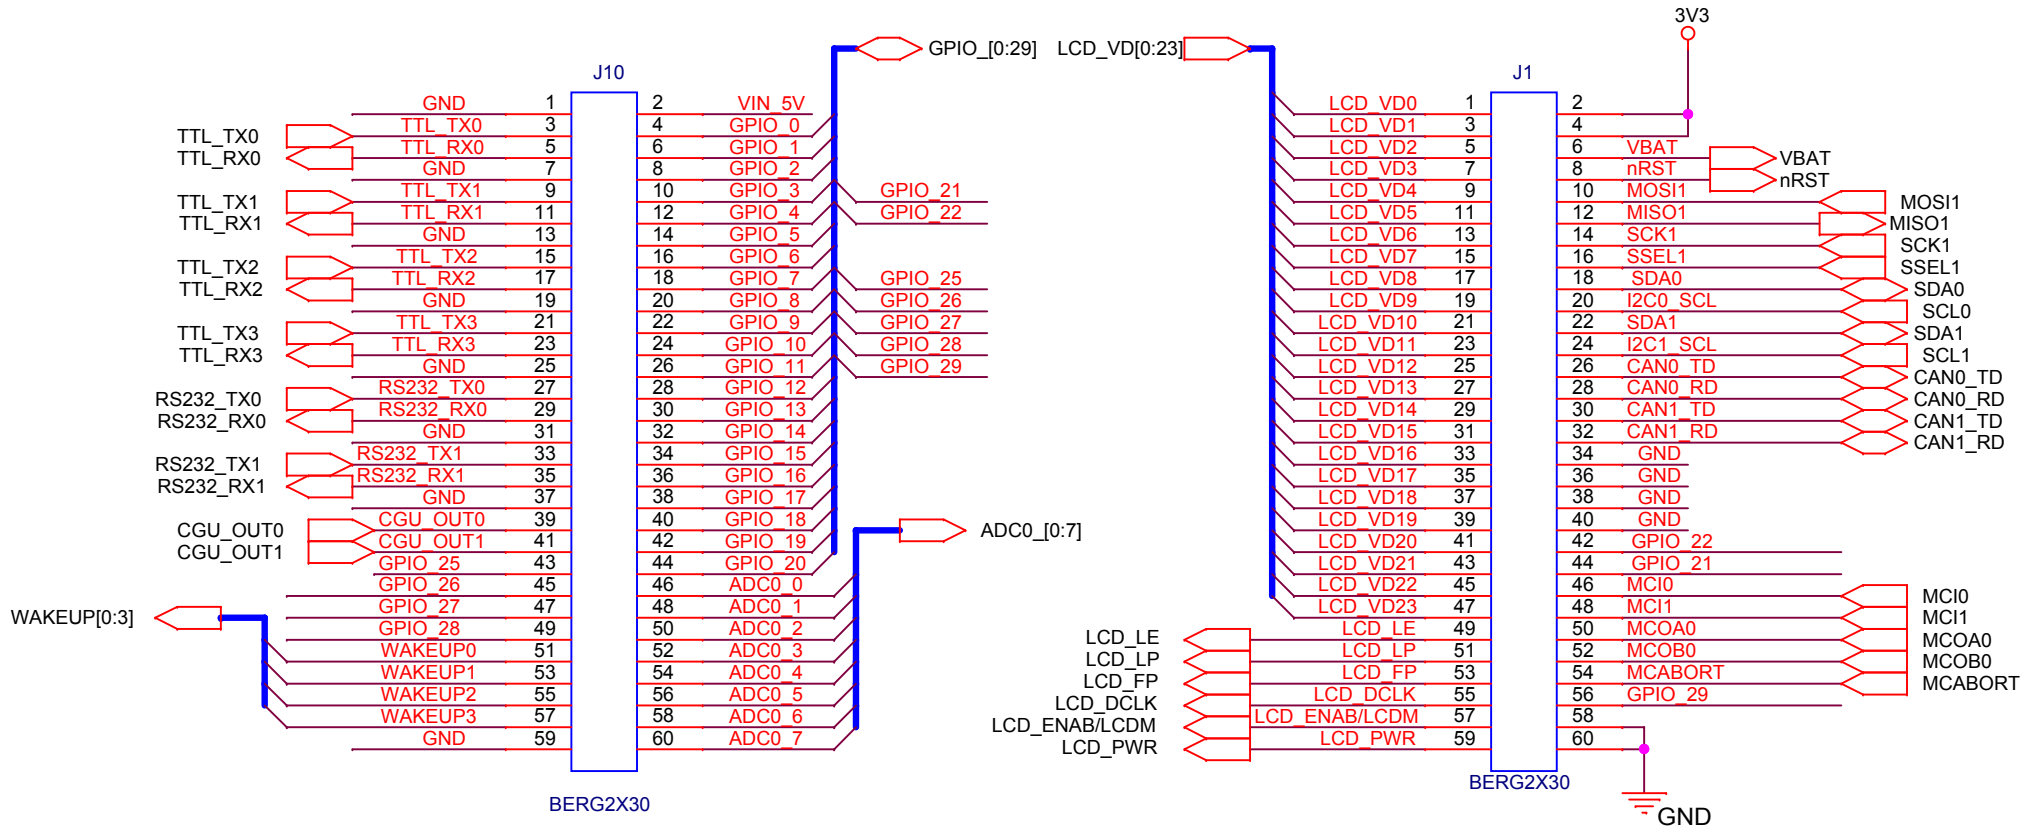 3V3
GPIO_[0:29] LCD_VD[0:23]
J10 J1
GND 1 2 VIN_5V LCD_VD0 1 2
TTL_TX0 TTL_TX0 3 4 GPIO_0 LCD_VD1 3 4
TTL_RX0 TTL_RX0 5 6 GPIO_1 LCD_VD2 5 6 VBAT VBAT
GND 7 8 GPIO_2 LCD_VD3 7 8 nRST nRST
TTL_TX1 TTL_TX1 9 10 GPIO_3 GPIO_21 LCD_VD4 9 10 MOSI1 MOSI1
TTL_RX1 TTL_RX1 11 12 GPIO_4 GPIO_22 LCD_VD5 11 12 MISO1 MISO1
GND 13 14 GPIO_5 LCD_VD6 13 14 SCK1 SCK1
TTL_TX2 TTL_TX2 15 16 GPIO_6 LCD_VD7 15 16 SSEL1 SSEL1
TTL_RX2 TTL_RX2 17 18 GPIO_7 GPIO_25 LCD_VD8 17 18 SDA0 SDA0
GND 19 20 GPIO_8 GPIO_26 LCD_VD9 19 20 I2C0_SCL SCL0
TTL_TX3 TTL_TX3 21 22 GPIO_9 GPIO_27 LCD_VD10 21 22 SDA1 SDA1
TTL_RX3 TTL_RX3 23 24 GPIO_10 GPIO_28 LCD_VD11 23 24 I2C1_SCL SCL1
GND 25 26 GPIO_11 GPIO_29 LCD_VD12 25 26 CAN0_TD CAN0_TD
RS232_TX0 RS232_TX0 27 28 GPIO_12 LCD_VD13 27 28 CAN0_RD CAN0_RD
RS232_RX0 RS232_RX0 29 30 GPIO_13 LCD_VD14 29 30 CAN1_TD CAN1_TD
GND 31 32 GPIO_14 LCD_VD15 31 32 CAN1_RD CAN1_RD
RS232_TX1 RS232_TX1 33 34 GPIO_15 LCD_VD16 33 34 GND
RS232_RX1 RS232_RX1 35 36 GPIO_16 LCD_VD17 35 36 GND
GND 37 38 GPIO_17 LCD_VD18 37 38 GND
CGU_OUT0 CGU_OUT0 39 40 GPIO_18 ADC0_[0:7] LCD_VD19 39 40 GND
CGU_OUT1 CGU_OUT1 41 42 GPIO_19 LCD_VD20 41 42 GPIO_22
GPIO_25 43 44 GPIO_20 LCD_VD21 43 44 GPIO_21
GPIO_26 45 46 ADC0_0 LCD_VD22 45 46 MCI0 MCI0
WAKEUP[0:3] GPIO_27 47 48 ADC0_1 LCD_VD23 47 48 MCI1 MCI1
GPIO_28 49 50 ADC0_2 LCD_LE LCD_LE 49 50 MCOA0 MCOA0
WAKEUP0 51 52 ADC0_3 LCD_LP LCD_LP 51 52 MCOB0 MCOB0
WAKEUP1 53 54 ADC0_4 LCD_FP LCD_FP 53 54 MCABORT MCABORT
WAKEUP2 55 56 ADC0_5 LCD_DCLK LCD_DCLK 55 56 GPIO_29
WAKEUP3 57 58 ADC0_6 LCD_ENAB/LCDM LCD_ENAB/LCDM 57 58
GND 59 60 ADC0_7 LCD_PWR LCD_PWR 59 60
BERG2X30 BERG2X30
GND